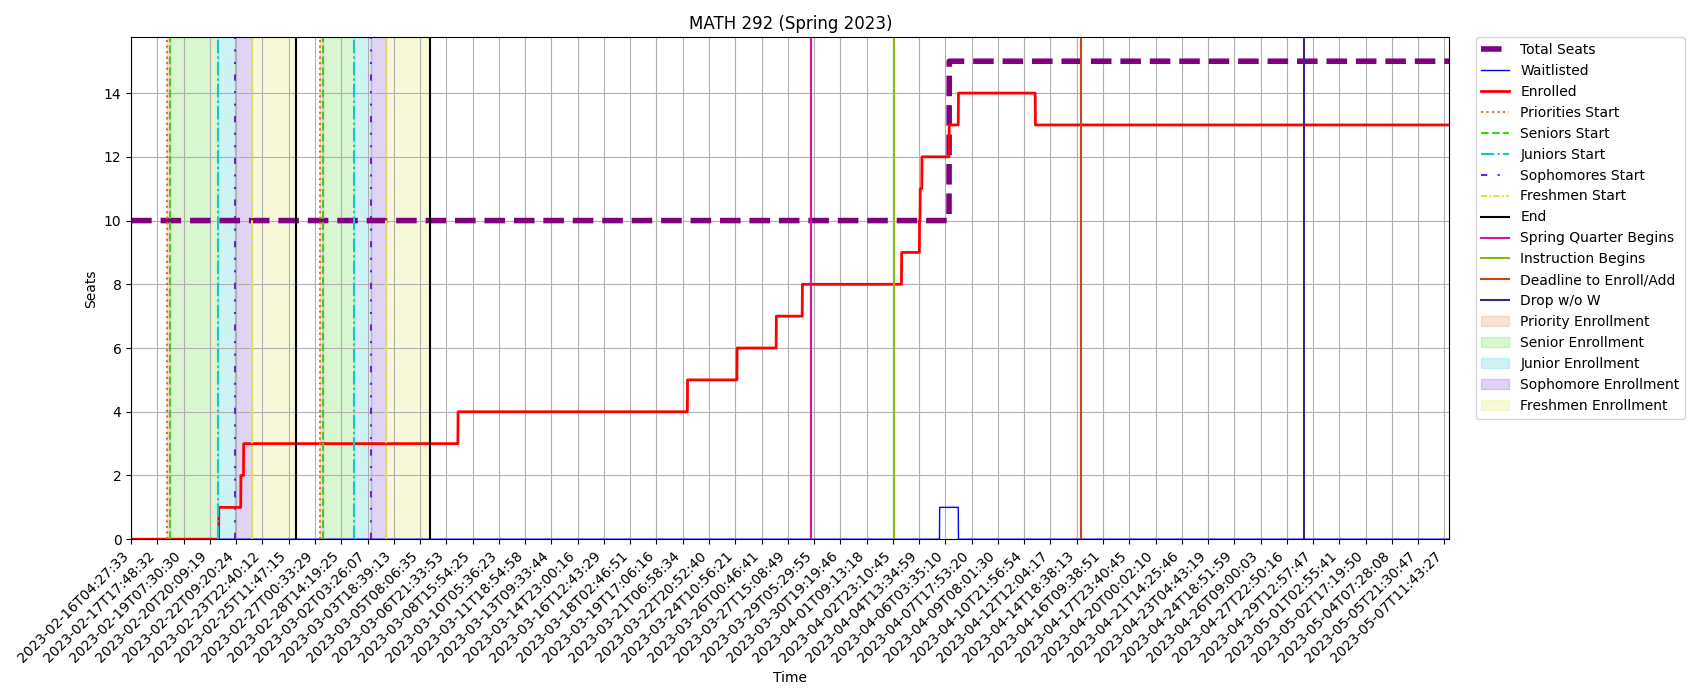 MATH 292 (Spring 2023)
Seats
14
12
10
8
6
4
2
0
2023-02-16T04:27:33
2023-02-17T17:48:32
2023-02-19T07:30:30
2023-02-20T20:09:19
2023-02-22T09:20:24
2023-02-23T22:40:12
2023-02-25T11:47:15
2023-02-27T00:33:29
2023-02-28T14:19:25
2023-03-02T03:26:07
2023-03-03T18:39:13
2023-03-05T08:06:35
2023-03-06T21:33:53
2023-03-08T15:54:25
2023-03-10T05:36:23
2023-03-11T18:54:58
2023-03-13T09:33:44
2023-03-14T23:00:16
2023-03-16T12:43:29
2023-03-18T02:46:51
2023-03-19T17:06:16
2023-03-21T06:58:34
2023-03-22T20:52:40
2023-03-24T10:56:21
2023-03-26T00:46:41
2023-03-27T15:08:49
2023-03-29T05:29:55
2023-03-30T19:19:46
2023-04-01T09:13:18
2023-04-02T23:10:45
2023-04-04T13:34:59
2023-04-06T03:35:10
2023-04-07T17:53:20
2023-04-09T08:01:30
2023-04-10T21:56:54
2023-04-12T12:04:17
2023-04-14T18:38:13
2023-04-16T09:38:51
2023-04-17T23:40:45
2023-04-20T00:02:10
2023-04-21T14:25:46
2023-04-23T04:43:19
2023-04-24T18:51:59
2023-04-26T09:00:03
2023-04-27T22:50:16
2023-04-29T12:57:47
2023-05-01T02:55:41
2023-05-02T17:19:50
2023-05-04T07:28:08
2023-05-05T21:30:47
2023-05-07T11:43:27
Time
Total Seats
Waitlisted
Enrolled
Priorities Start
Seniors Start
Juniors Start
Sophomores Start
Freshmen Start
End
Spring Quarter Begins
Instruction Begins
Deadline to Enroll/Add
Drop w/o W
Priority Enrollment
Senior Enrollment
Junior Enrollment
Sophomore Enrollment
Freshmen Enrollment